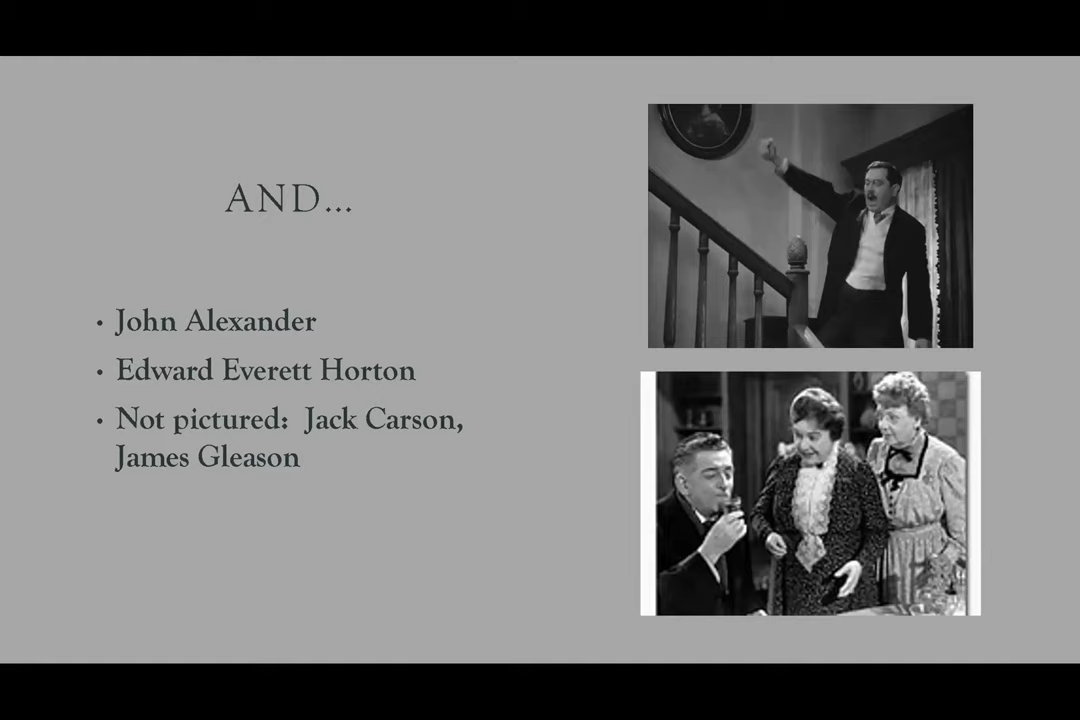 AND...
• John Alexander
• Edward Everett Horton
• Not pictured:  Jack Carson,
James Gleason